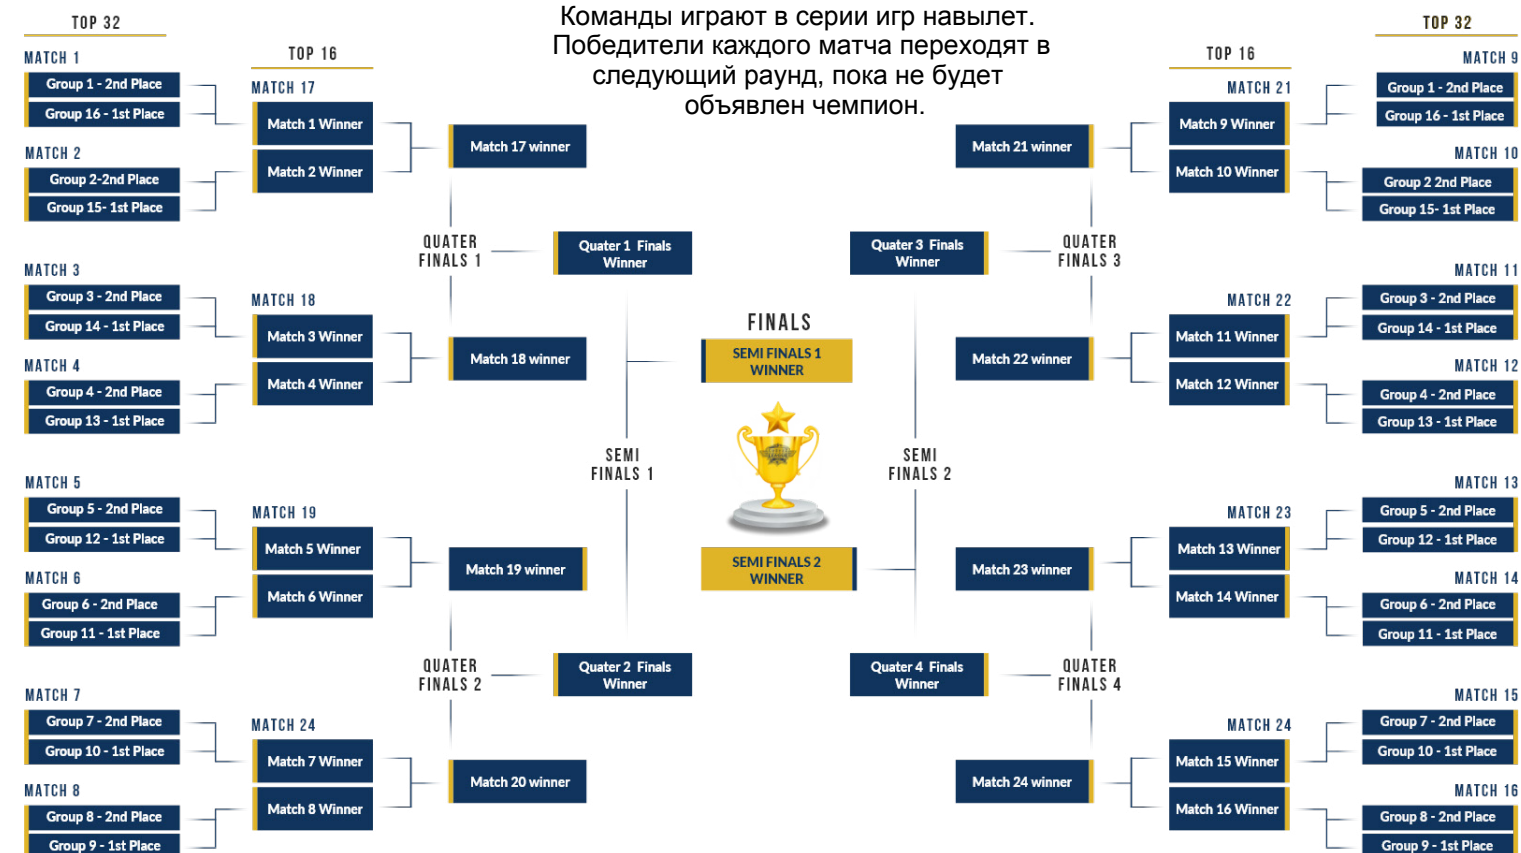 Команды играют в серии игр навылет.
Победители каждого матча переходят в
следующий раунд, пока не будет
объявлен чемпион.
TOP 32
MATCH 1
Group 1 - 2nd Place
Group 16 - 1st Place
MATCH 2
Group 2-2nd Place
Group 15- 1st Place
MATCH 3
Group 3 - 2nd Place
Group 14 - 1st Place
MATCH 4
Group 4 - 2nd Place
Group 13 - 1st Place
MATCH 5
Group 5 - 2nd Place
Group 12 - 1st Place
MATCH 6
Group 6 - 2nd Place
Group 11 - 1st Place
MATCH 7
Group 7 - 2nd Place
Group 10 - 1st Place
MATCH 8
Group 8 - 2nd Place
Group 9 - 1st Place
TOP 16
MATCH 17
Match 1 Winner
Match 2 Winner
MATCH 18
Match 3 Winner
Match 4 Winner
MATCH 19
Match 5 Winner
Match 6 Winner
MATCH 24
Match 7 Winner
Match 8 Winner
Match 17 winner
QUATER
FINALS 1
Match 18 winner
Match 19 winner
QUATER
FINALS 2
Match 20 winner
Quater 1 Finals
Winner
SEMI
FINALS 1
Quater 2 Finals
Winner
FINALS
SEMI FINALS 1
WINNER
SEMI FINALS 2
WINNER
Quater 3 Finals
Winner
SEMI
FINALS 2
Quater 4 Finals
Winner
Match 21 winner
QUATER
FINALS 3
Match 22 winner
Match 23 winner
QUATER
FINALS 4
Match 24 winner
TOP 16
MATCH 21
Match 9 Winner
Match 10 Winner
MATCH 22
Match 11 Winner
Match 12 Winner
MATCH 23
Match 13 Winner
Match 14 Winner
MATCH 24
Match 15 Winner
Match 16 Winner
TOP 32
MATCH 9
Group 1 - 2nd Place
Group 16 - 1st Place
MATCH 10
Group 2 2nd Place
Group 15- 1st Place
MATCH 11
Group 3 - 2nd Place
Group 14 - 1st Place
MATCH 12
Group 4 - 2nd Place
Group 13 - 1st Place
MATCH 13
Group 5 - 2nd Place
Group 12 - 1st Place
MATCH 14
Group 6 - 2nd Place
Group 11 - 1st Place
MATCH 15
Group 7 - 2nd Place
Group 10 - 1st Place
MATCH 16
Group 8 - 2nd Place
Group 9 - 1st Place